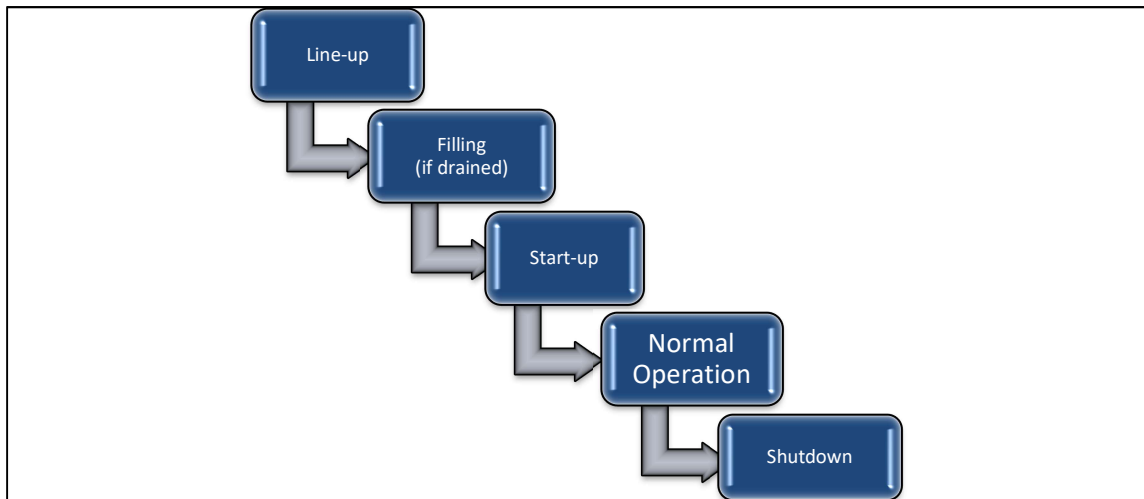 Line-up
Filling
(if drained)
Start-up
Normal
Operation
Shutdown